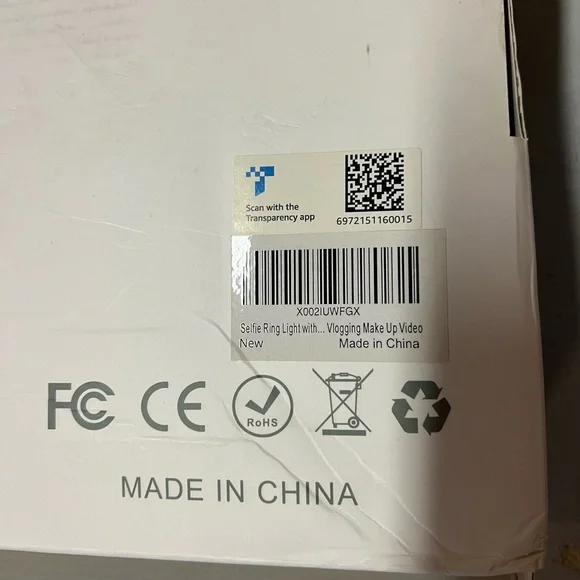 Scan with the
Transparency app
6972151160015
X002IUWFGX
Selfie Ring Light with... Vlogging Make Up Video
New Made in China
FC CE RoHS
MADE IN CHINA